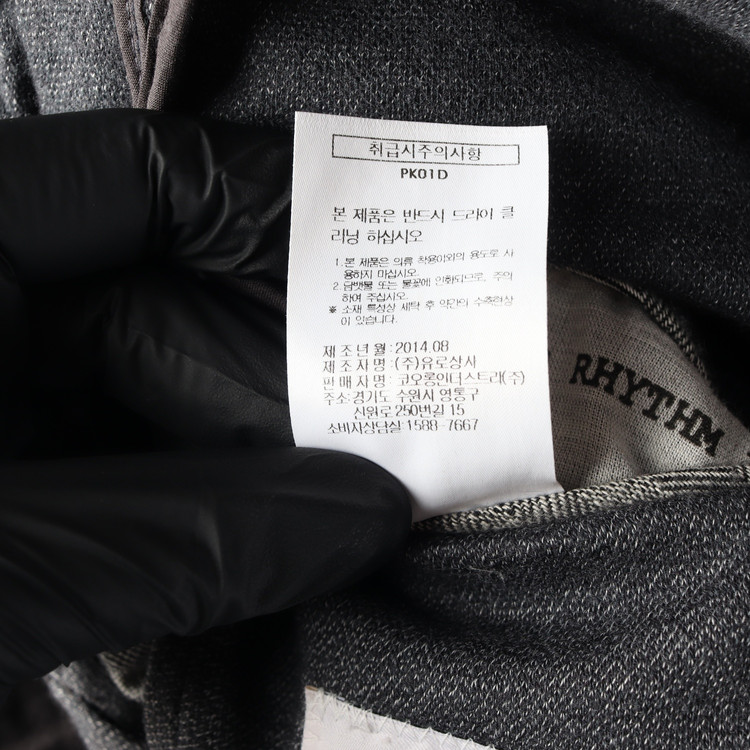 취급시주의사항
PK01D
본 제품은 반드시 드라이 클
리닝 하십시오
1. 본 제품은 의류 착용이외의 용도로 사
용하지 마십시오.
2. 담뱃불 또는 불꽃에 인화되므로, 주의
하여 주십시오.
※ 소재 특성상 세탁 후 약간의 수축현상
이 있습니다.
제 조 년 월 : 2014.08
제 조 자 명 : (주)유로상사
판 매 자 명 : 코오롱인더스트리(주)
주소:경기도 수원시 영통구
신원로 250번길 15
소비자상담실:1588-7667
RHYTHM